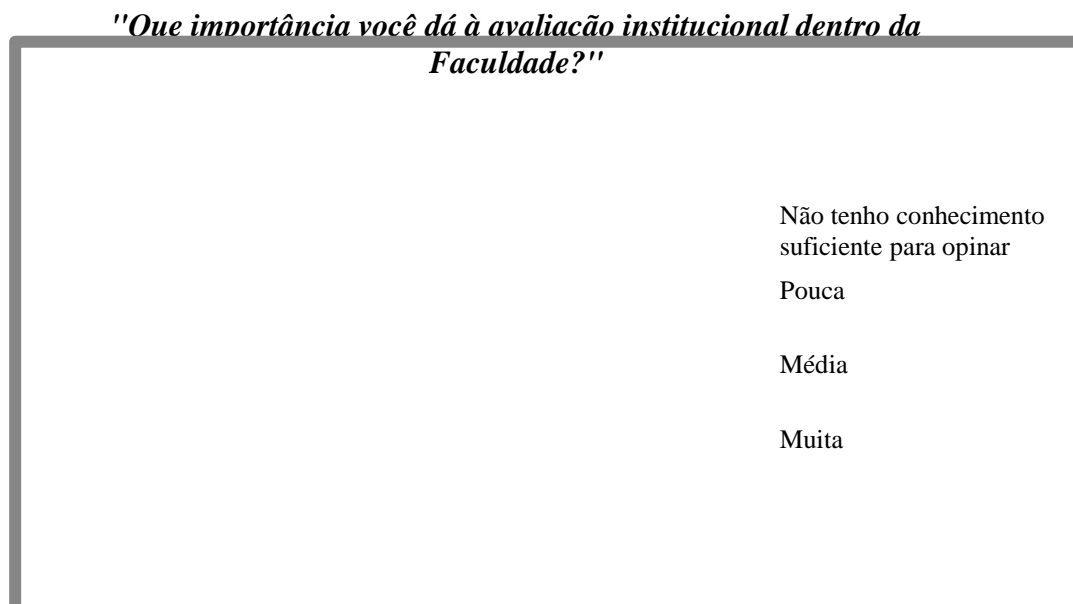 "Que importância você dá à avaliação institucional dentro da
Faculdade?"
Não tenho conhecimento
suficiente para opinar
Pouca
Média
Muita